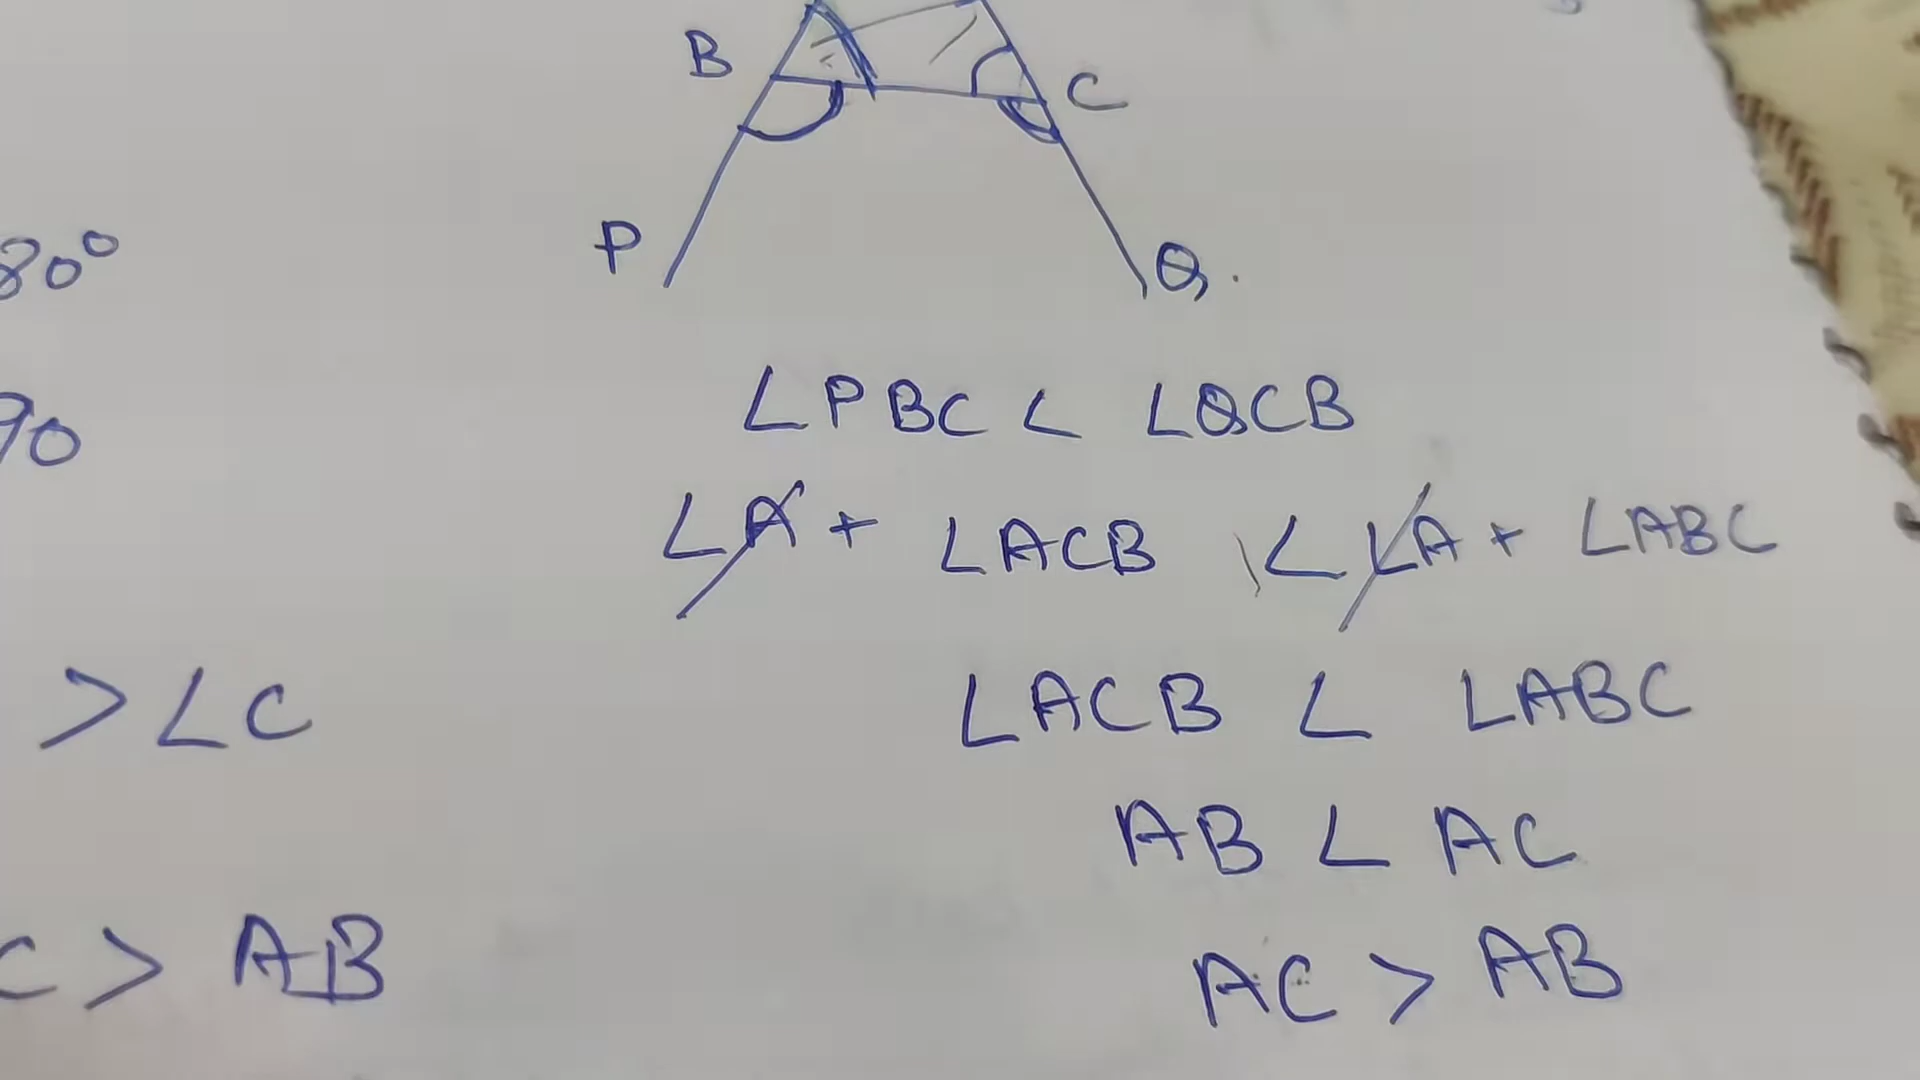 B
C
80°
P
Q.
∠PBC < ∠QCB
90
∠A + ∠ACB < ∠A + ∠ABC
> ∠C
∠ACB < ∠ABC
AB < AC
C > AB
AC > AB